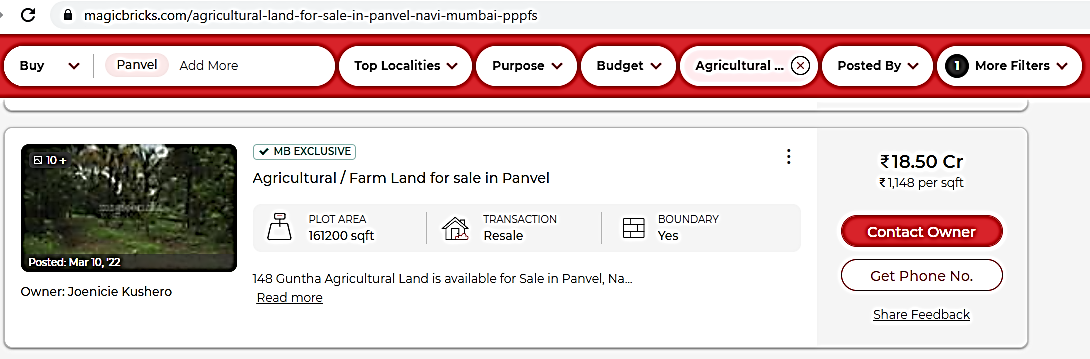 magicbricks.com/agricultural-land-for-sale-in-panvel-navi-mumbai-pppfs
Buy Panvel Add More Top Localities Purpose Budget Agricultural ... Posted By 1 More Filters
10 +
Posted: Mar 10, '22
Owner: Joenicie Kushero
MB EXCLUSIVE
Agricultural / Farm Land for sale in Panvel
PLOT AREA
161200 sqft
TRANSACTION
Resale
BOUNDARY
Yes
148 Guntha Agricultural Land is available for Sale in Panvel, Na...
Read more
₹18.50 Cr
₹1,148 per sqft
Contact Owner
Get Phone No.
Share Feedback